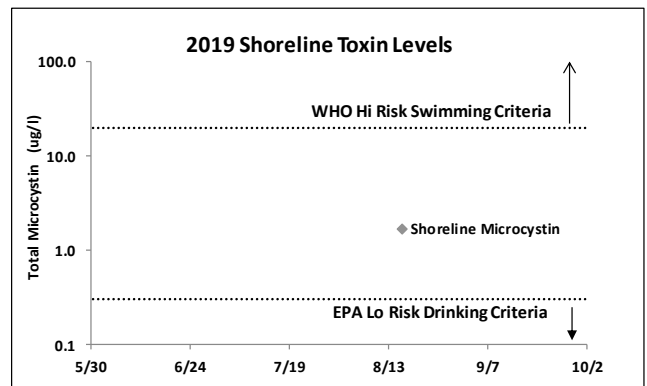 2019 Shoreline Toxin Levels
Total Microcystin (ug/l)
100.0
10.0
1.0
0.1
WHO Hi Risk Swimming Criteria
Shoreline Microcystin
EPA Lo Risk Drinking Criteria
5/30 6/24 7/19 8/13 9/7 10/2